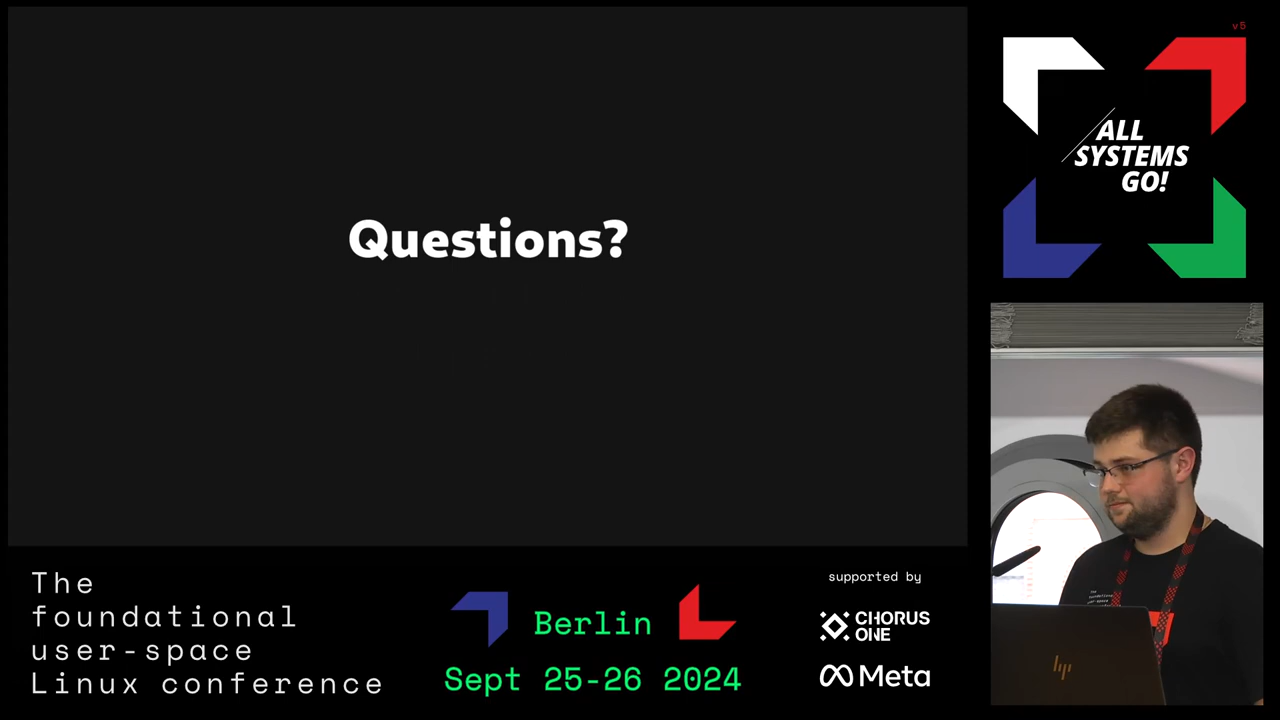 Questions?
v5
ALL
SYSTEMS
GO!
The
foundational
user-space
Linux conference
Berlin
Sept 25-26 2024
supported by
CHORUS
ONE
Meta
hp